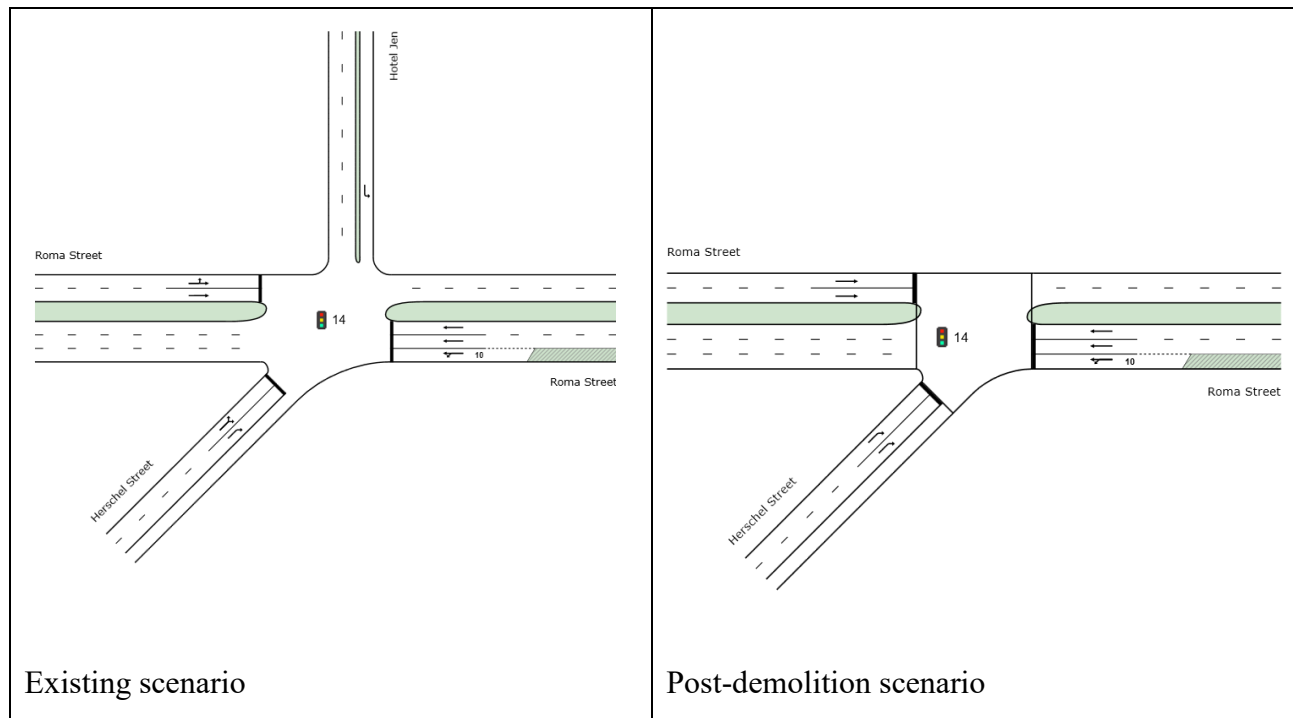 Hotel Jen
Roma Street
14
10
Roma Street
Herschel Street
Existing scenario
Roma Street
14
10
Roma Street
Herschel Street
Post-demolition scenario